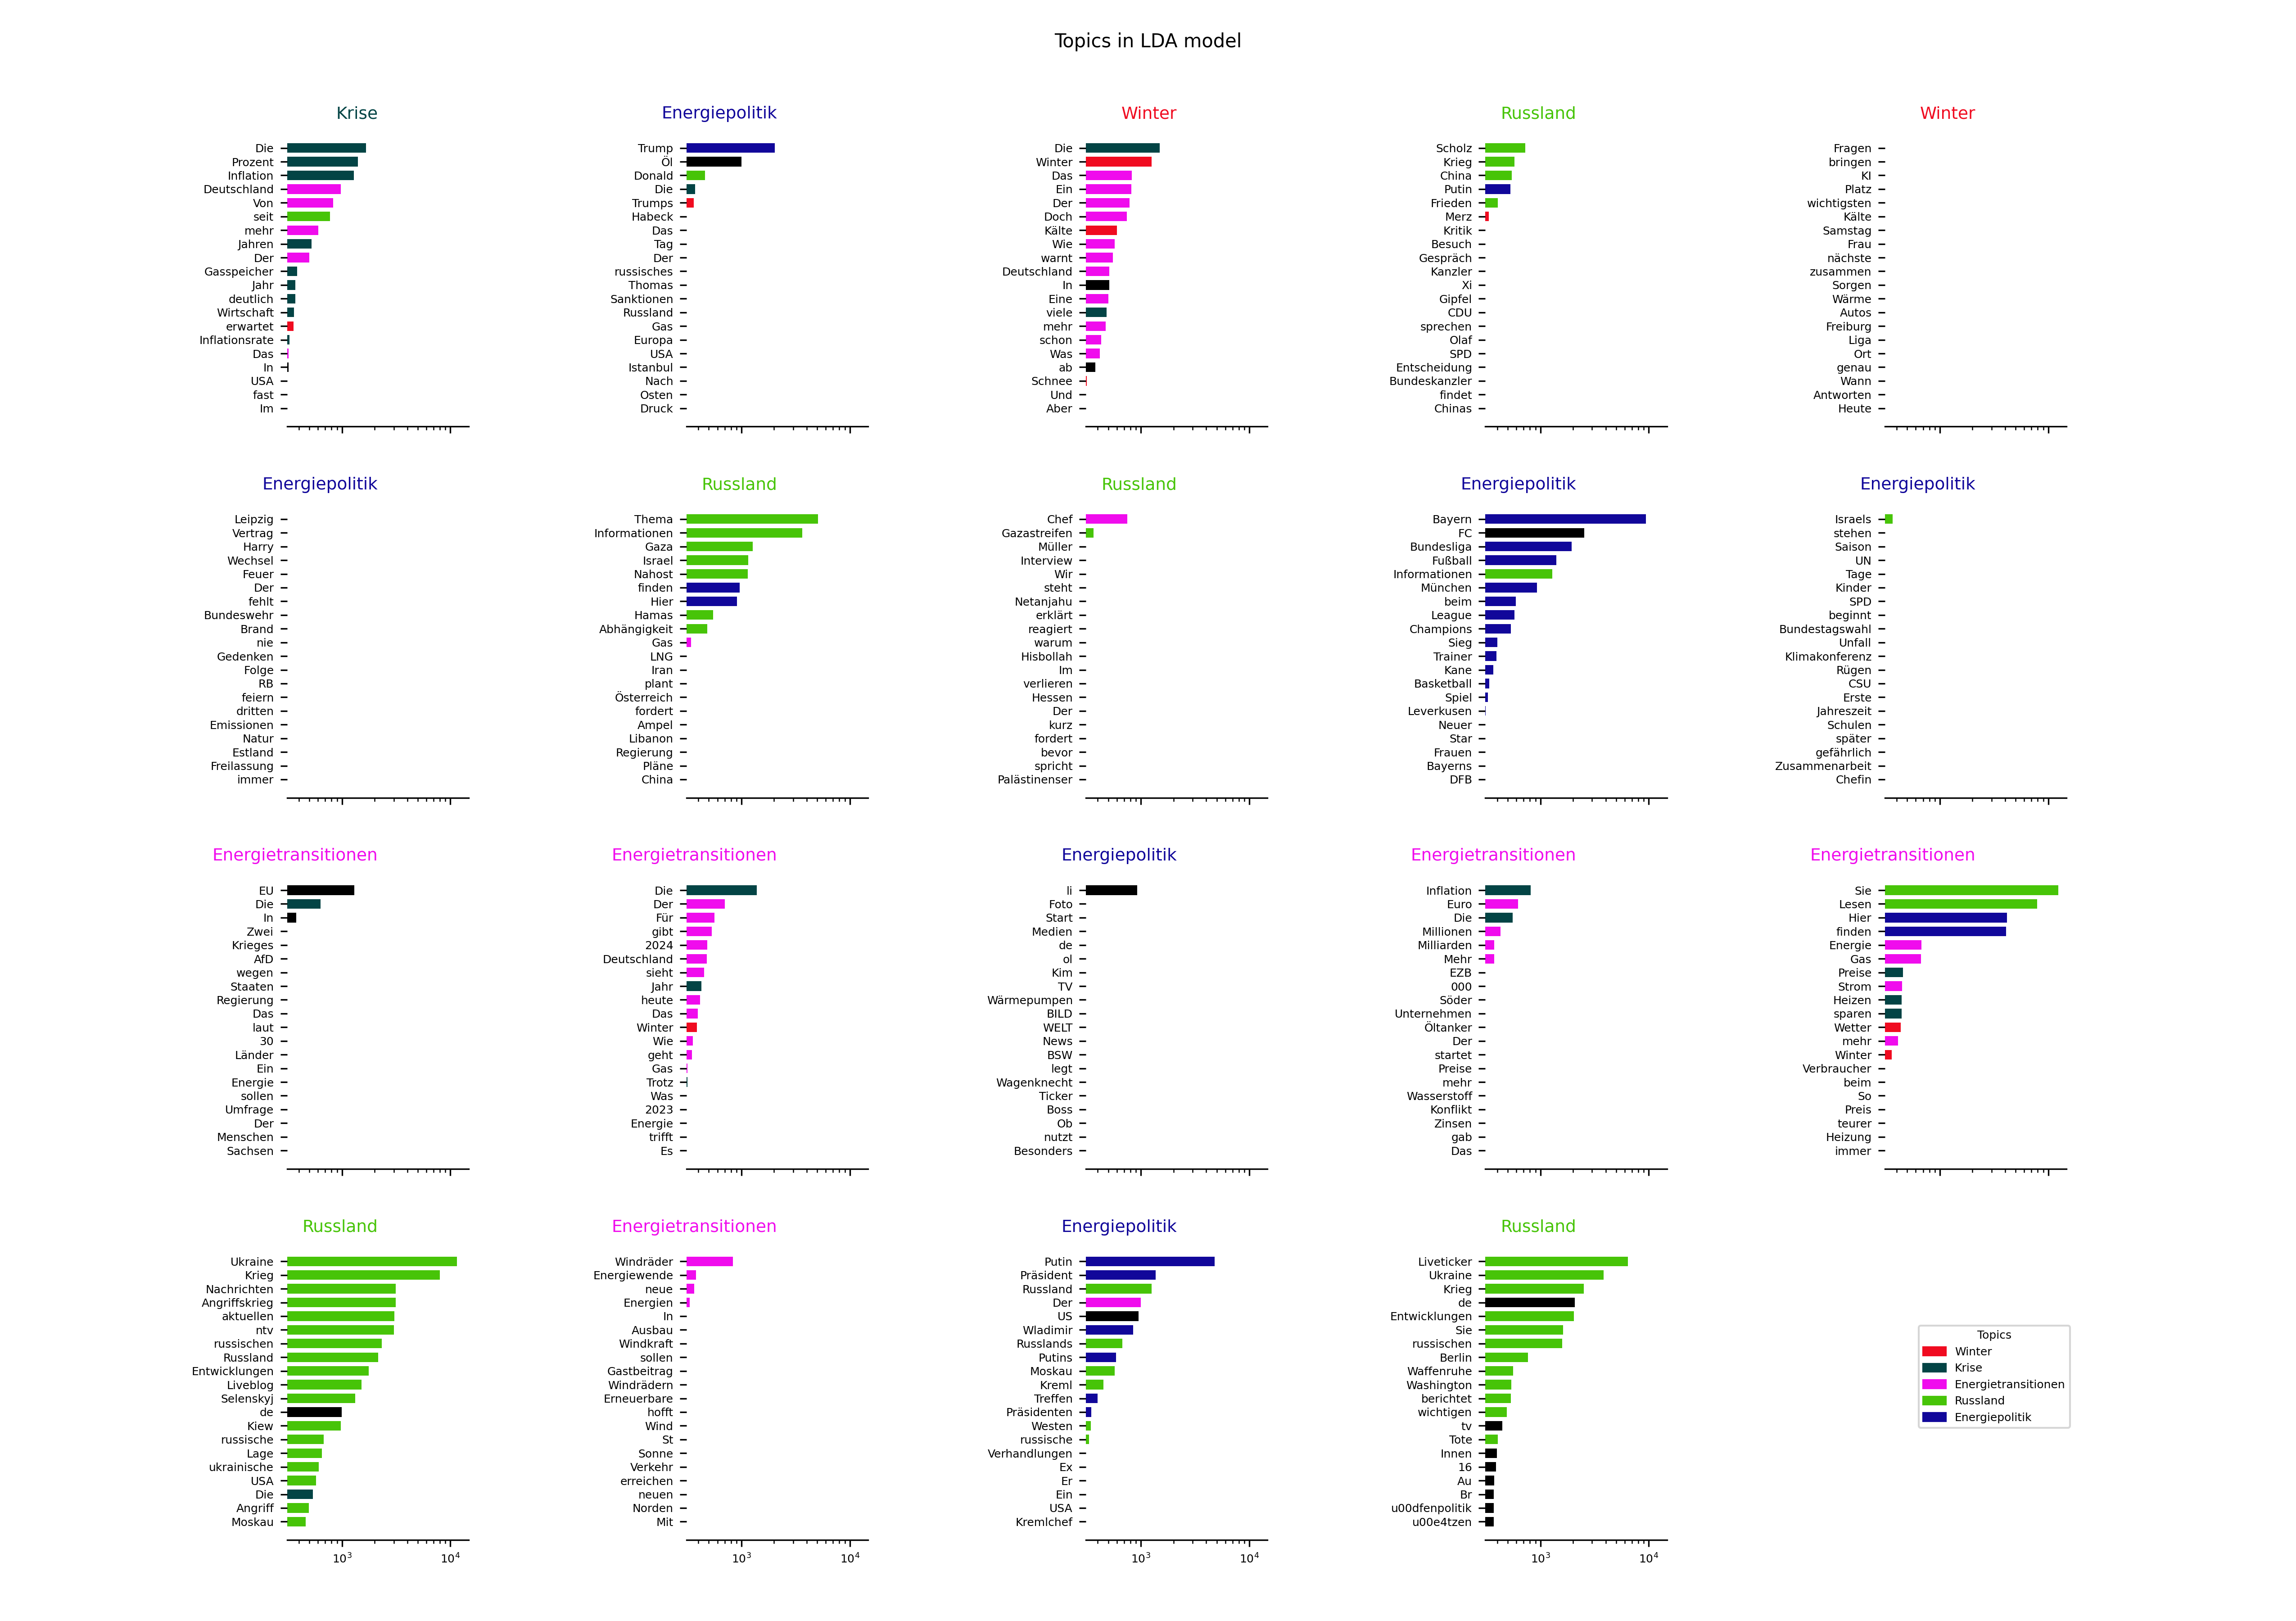 Topics in LDA model
Krise
Die
Prozent
Inflation
Deutschland
Von
seit
mehr
Jahren
Der
Gasspeicher
Jahr
deutlich
Wirtschaft
erwartet
Inflationsrate
Das
In
USA
fast
Im
Energiepolitik
Trump
Öl
Donald
Die
Trumps
Habeck
Das
Tag
Der
russisches
Thomas
Sanktionen
Russland
Gas
Europa
USA
Istanbul
Nach
Osten
Druck
Winter
Die
Winter
Das
Ein
Der
Doch
Kälte
Wie
warnt
Deutschland
In
Eine
viele
mehr
schon
Was
ab
Schnee
Und
Aber
Russland
Scholz
Krieg
China
Putin
Frieden
Merz
Kritik
Besuch
Gespräch
Kanzler
Xi
Gipfel
CDU
sprechen
Olaf
SPD
Entscheidung
Bundeskanzler
findet
Chinas
Winter
Fragen
bringen
KI
Platz
wichtigsten
Kälte
Samstag
Frau
nächste
zusammen
Sorgen
Wärme
Autos
Freiburg
Liga
Ort
genau
Wann
Antworten
Heute
Energiepolitik
Leipzig
Vertrag
Harry
Wechsel
Feuer
Der
fehlt
Bundeswehr
Brand
nie
Gedenken
Folge
RB
feiern
dritten
Emissionen
Natur
Estland
Freilassung
immer
Russland
Thema
Informationen
Gaza
Israel
Nahost
finden
Hier
Hamas
Abhängigkeit
Gas
LNG
Iran
plant
Österreich
fordert
Ampel
Libanon
Regierung
Pläne
China
Russland
Chef
Gazastreifen
Müller
Interview
Wir
steht
Netanjahu
erklärt
reagiert
warum
Hisbollah
Im
verlieren
Hessen
Der
kurz
fordert
bevor
spricht
Palästinenser
Energiepolitik
Bayern
FC
Bundesliga
Fußball
Informationen
München
beim
League
Champions
Sieg
Trainer
Kane
Basketball
Spiel
Leverkusen
Neuer
Star
Frauen
Bayerns
DFB
Energiepolitik
Israels
stehen
Saison
UN
Tage
Kinder
SPD
beginnt
Bundestagswahl
Unfall
Klimakonferenz
Rügen
CSU
Erste
Jahreszeit
Schulen
später
gefährlich
Zusammenarbeit
Chefin
Energietransitionen
EU
Die
In
Zwei
Krieges
AfD
wegen
Staaten
Regierung
Das
laut
30
Länder
Ein
Energie
sollen
Umfrage
Der
Menschen
Sachsen
Energietransitionen
Die
Der
Für
gibt
2024
Deutschland
sieht
Jahr
heute
Das
Winter
Wie
geht
Gas
Trotz
Was
2023
Energie
trifft
Es
Energiepolitik
li
Foto
Start
Medien
de
ol
Kim
TV
Wärmepumpen
BILD
WELT
News
BSW
legt
Wagenknecht
Ticker
Boss
Ob
nutzt
Besonders
Energietransitionen
Inflation
Euro
Die
Millionen
Milliarden
Mehr
EZB
000
Söder
Unternehmen
Öltanker
Der
startet
Preise
mehr
Wasserstoff
Konflikt
Zinsen
gab
Das
Energietransitionen
Sie
Lesen
Hier
finden
Energie
Gas
Preise
Strom
Heizen
sparen
Wetter
mehr
Winter
Verbraucher
beim
So
Preis
teurer
Heizung
immer
Russland
Ukraine
Krieg
Nachrichten
Angriffskrieg
aktuellen
ntv
russischen
Russland
Entwicklungen
Liveblog
Selenskyj
de
Kiew
russische
Lage
ukrainische
USA
Die
Angriff
Moskau
10³ 10⁴
Energietransitionen
Windräder
Energiewende
neue
Energien
In
Ausbau
Windkraft
sollen
Gastbeitrag
Windrädern
Erneuerbare
hofft
Wind
St
Sonne
Verkehr
erreichen
neuen
Norden
Mit
10³ 10⁴
Energiepolitik
Putin
Präsident
Russland
Der
US
Wladimir
Russlands
Putins
Moskau
Kreml
Treffen
Präsidenten
Westen
russische
Verhandlungen
Ex
Er
Ein
USA
Kremlchef
10³ 10⁴
Russland
Liveticker
Ukraine
Krieg
de
Entwicklungen
Sie
russischen
Berlin
Waffenruhe
Washington
berichtet
wichtigen
tv
Tote
Innen
16
Au
Br
u00dfenpolitik
u00e4tzen
10³ 10⁴
Topics
Winter
Krise
Energietransitionen
Russland
Energiepolitik